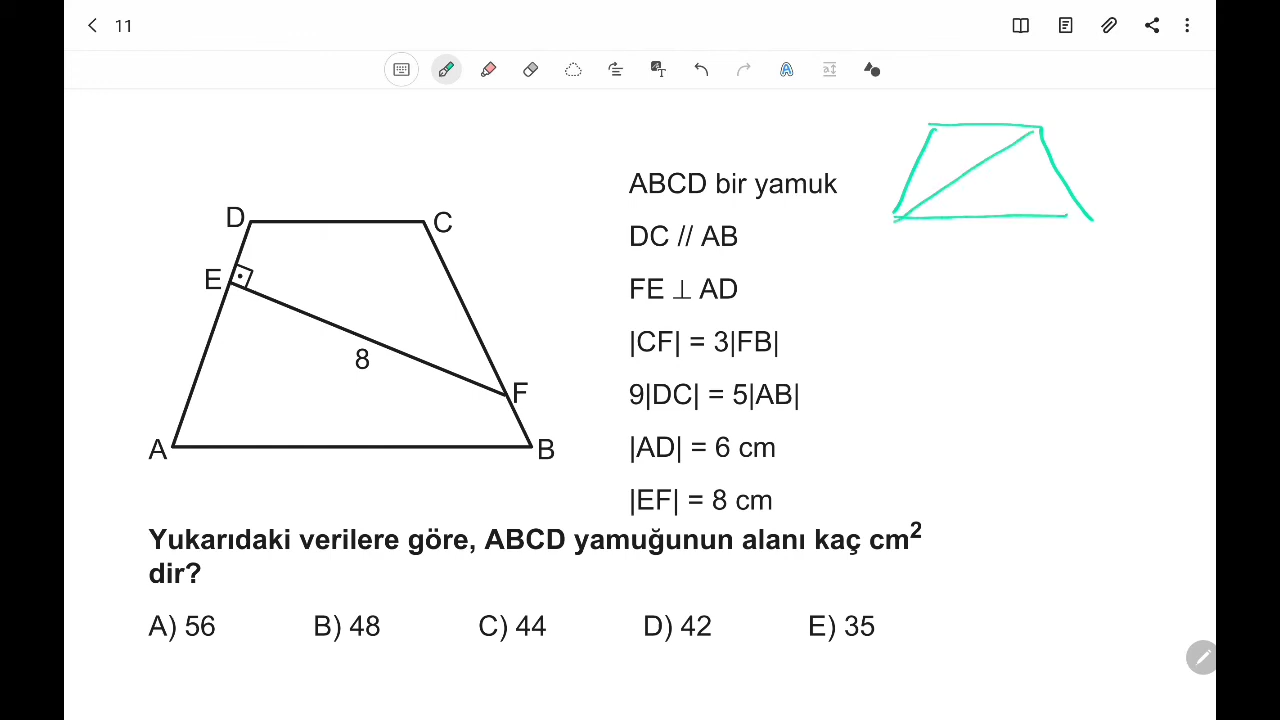 11
ABCD bir yamuk
DC // AB
FE ⊥ AD
|CF| = 3|FB|
9|DC| = 5|AB|
|AD| = 6 cm
|EF| = 8 cm
D
C
E
8
F
A
B
Yukarıdaki verilere göre, ABCD yamuğunun alanı kaç cm²
dir?
A) 56 B) 48 C) 44 D) 42 E) 35